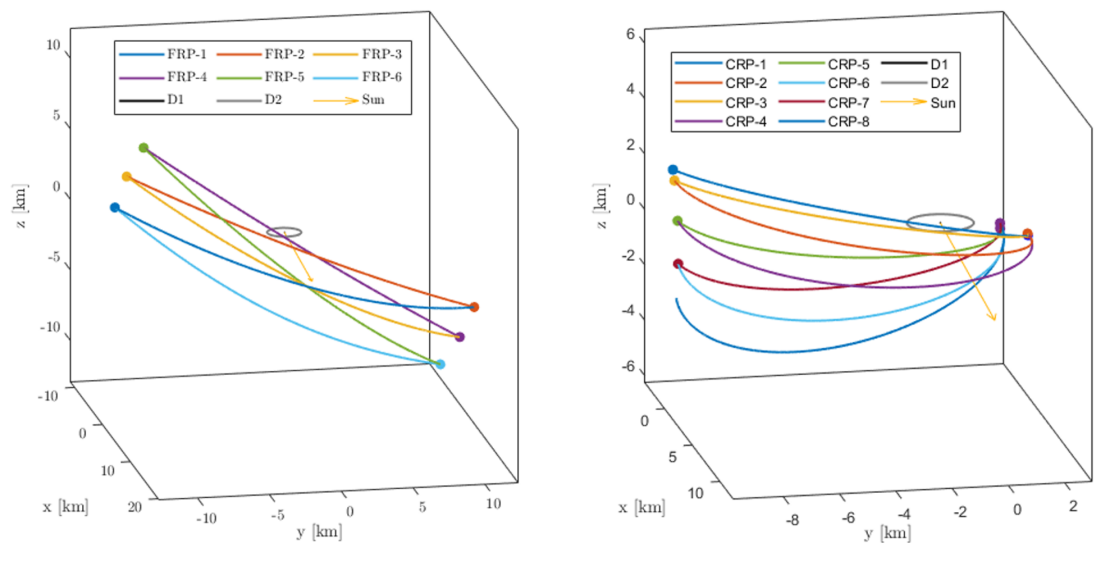 10
5
0
-5
-10
z [km]
FRP-1 FRP-2 FRP-3
FRP-4 FRP-5 FRP-6
D1 D2 Sun
-10
0
10
20
x [km]
-10 -5 0 5 10
y [km]
6
4
2
0
-2
-4
-6
z [km]
CRP-1 CRP-5 D1
CRP-2 CRP-6 D2
CRP-3 CRP-7 Sun
CRP-4 CRP-8
0
5
10
x [km]
-8 -6 -4 -2 0 2
y [km]